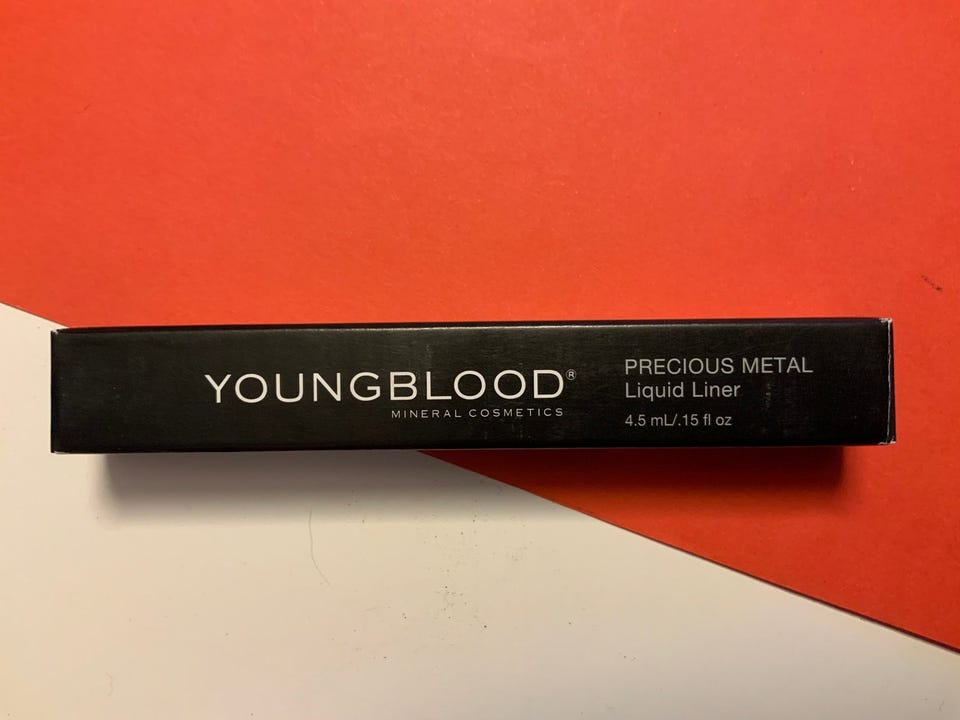 YOUNGBLOOD®
MINERAL COSMETICS
PRECIOUS METAL
Liquid Liner
4.5 mL/.15 fl oz